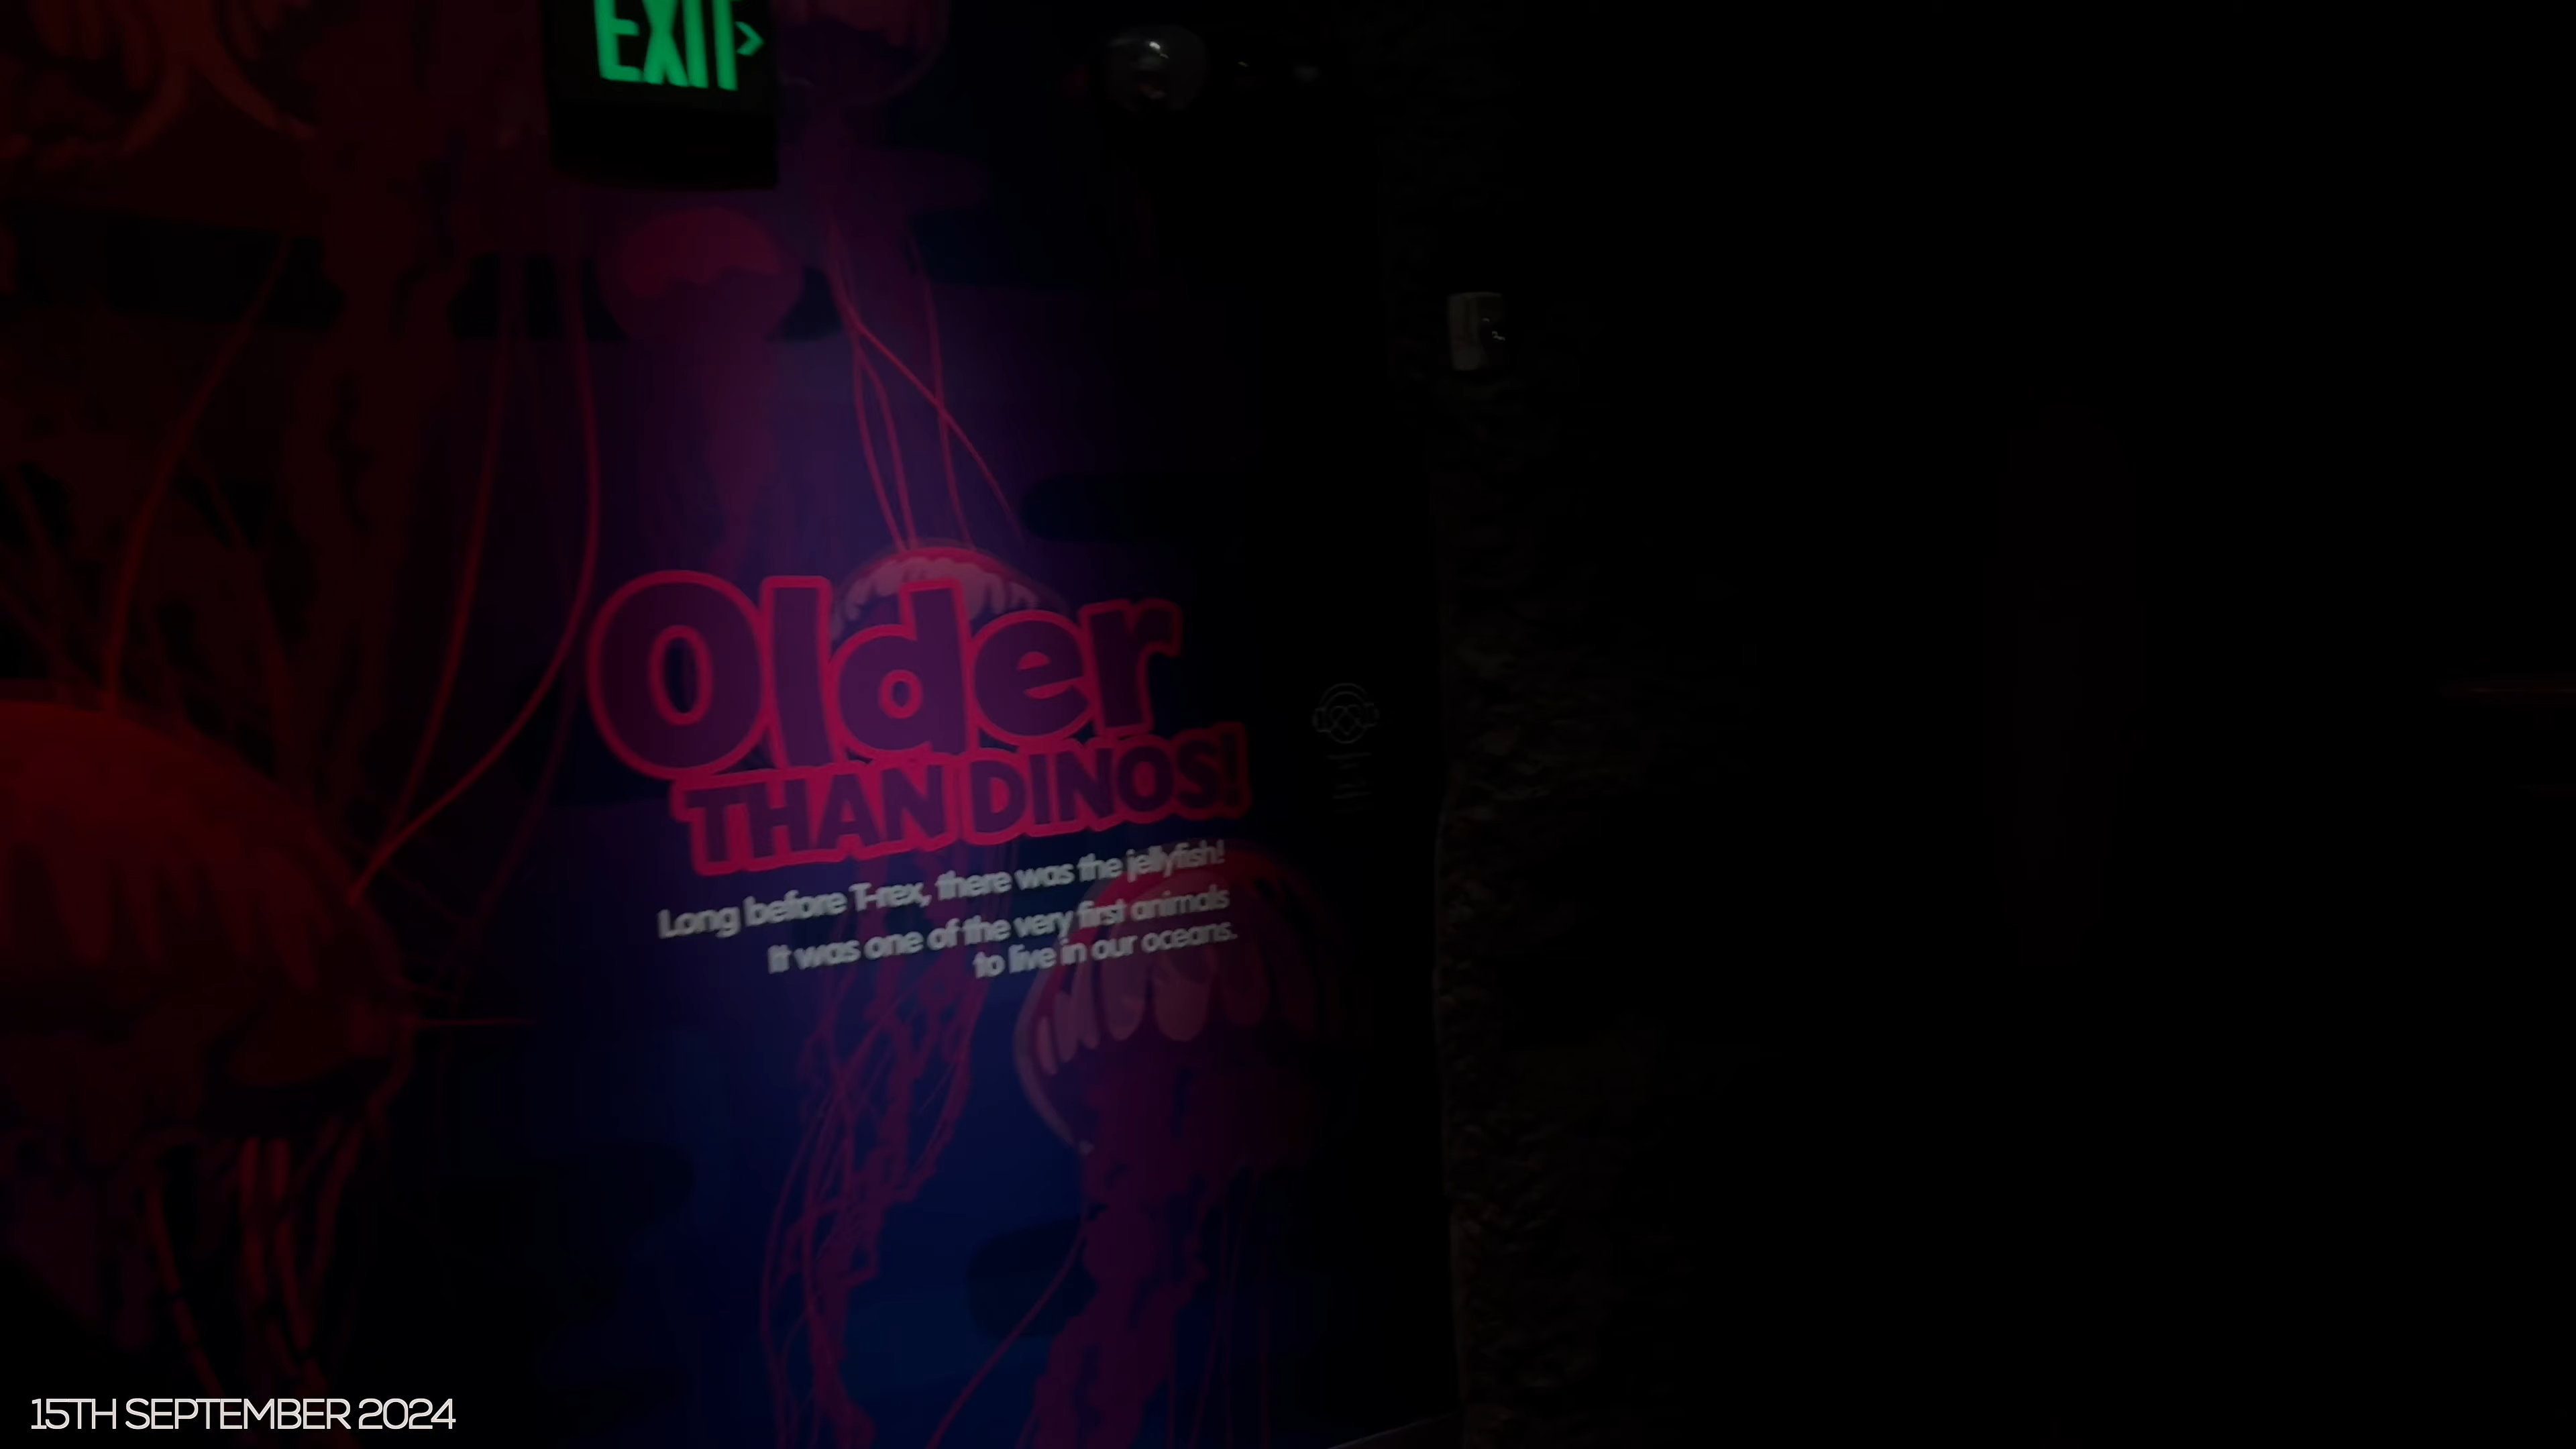 EXIT
Older
THAN DINOS!
Long before T-rex, there was the jellyfish!
It was one of the very first animals
to live in our oceans.
15TH SEPTEMBER 2024